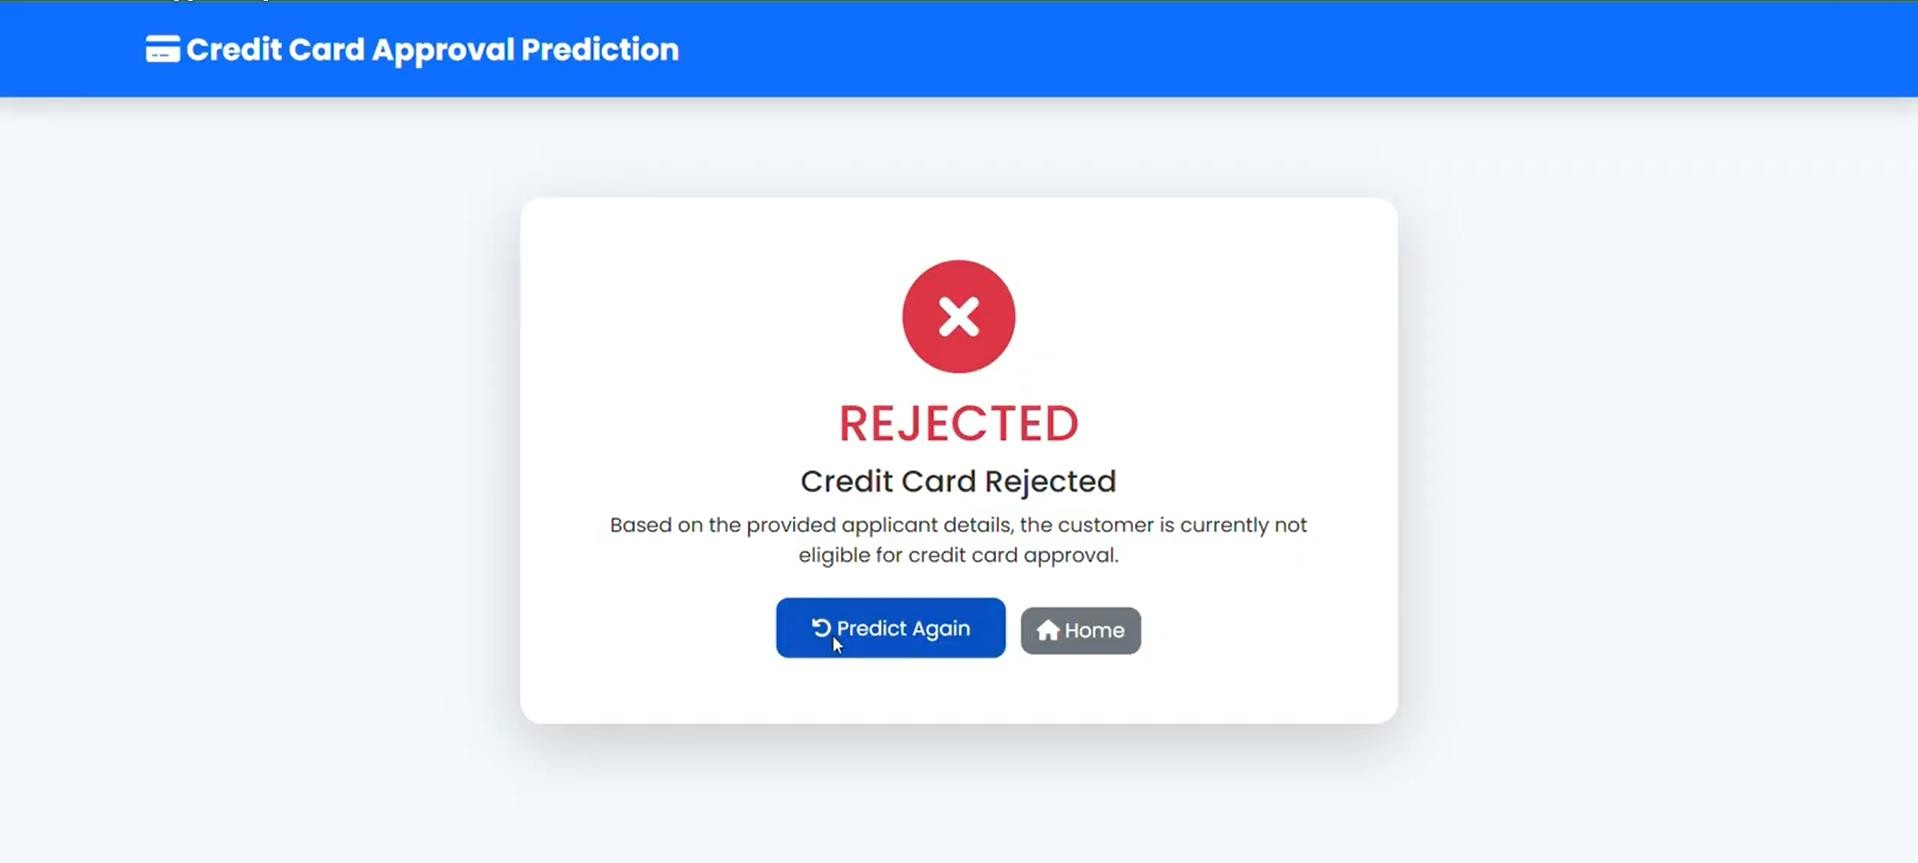 Credit Card Approval Prediction
REJECTED
Credit Card Rejected
Based on the provided applicant details, the customer is currently not
eligible for credit card approval.
Predict Again
Home